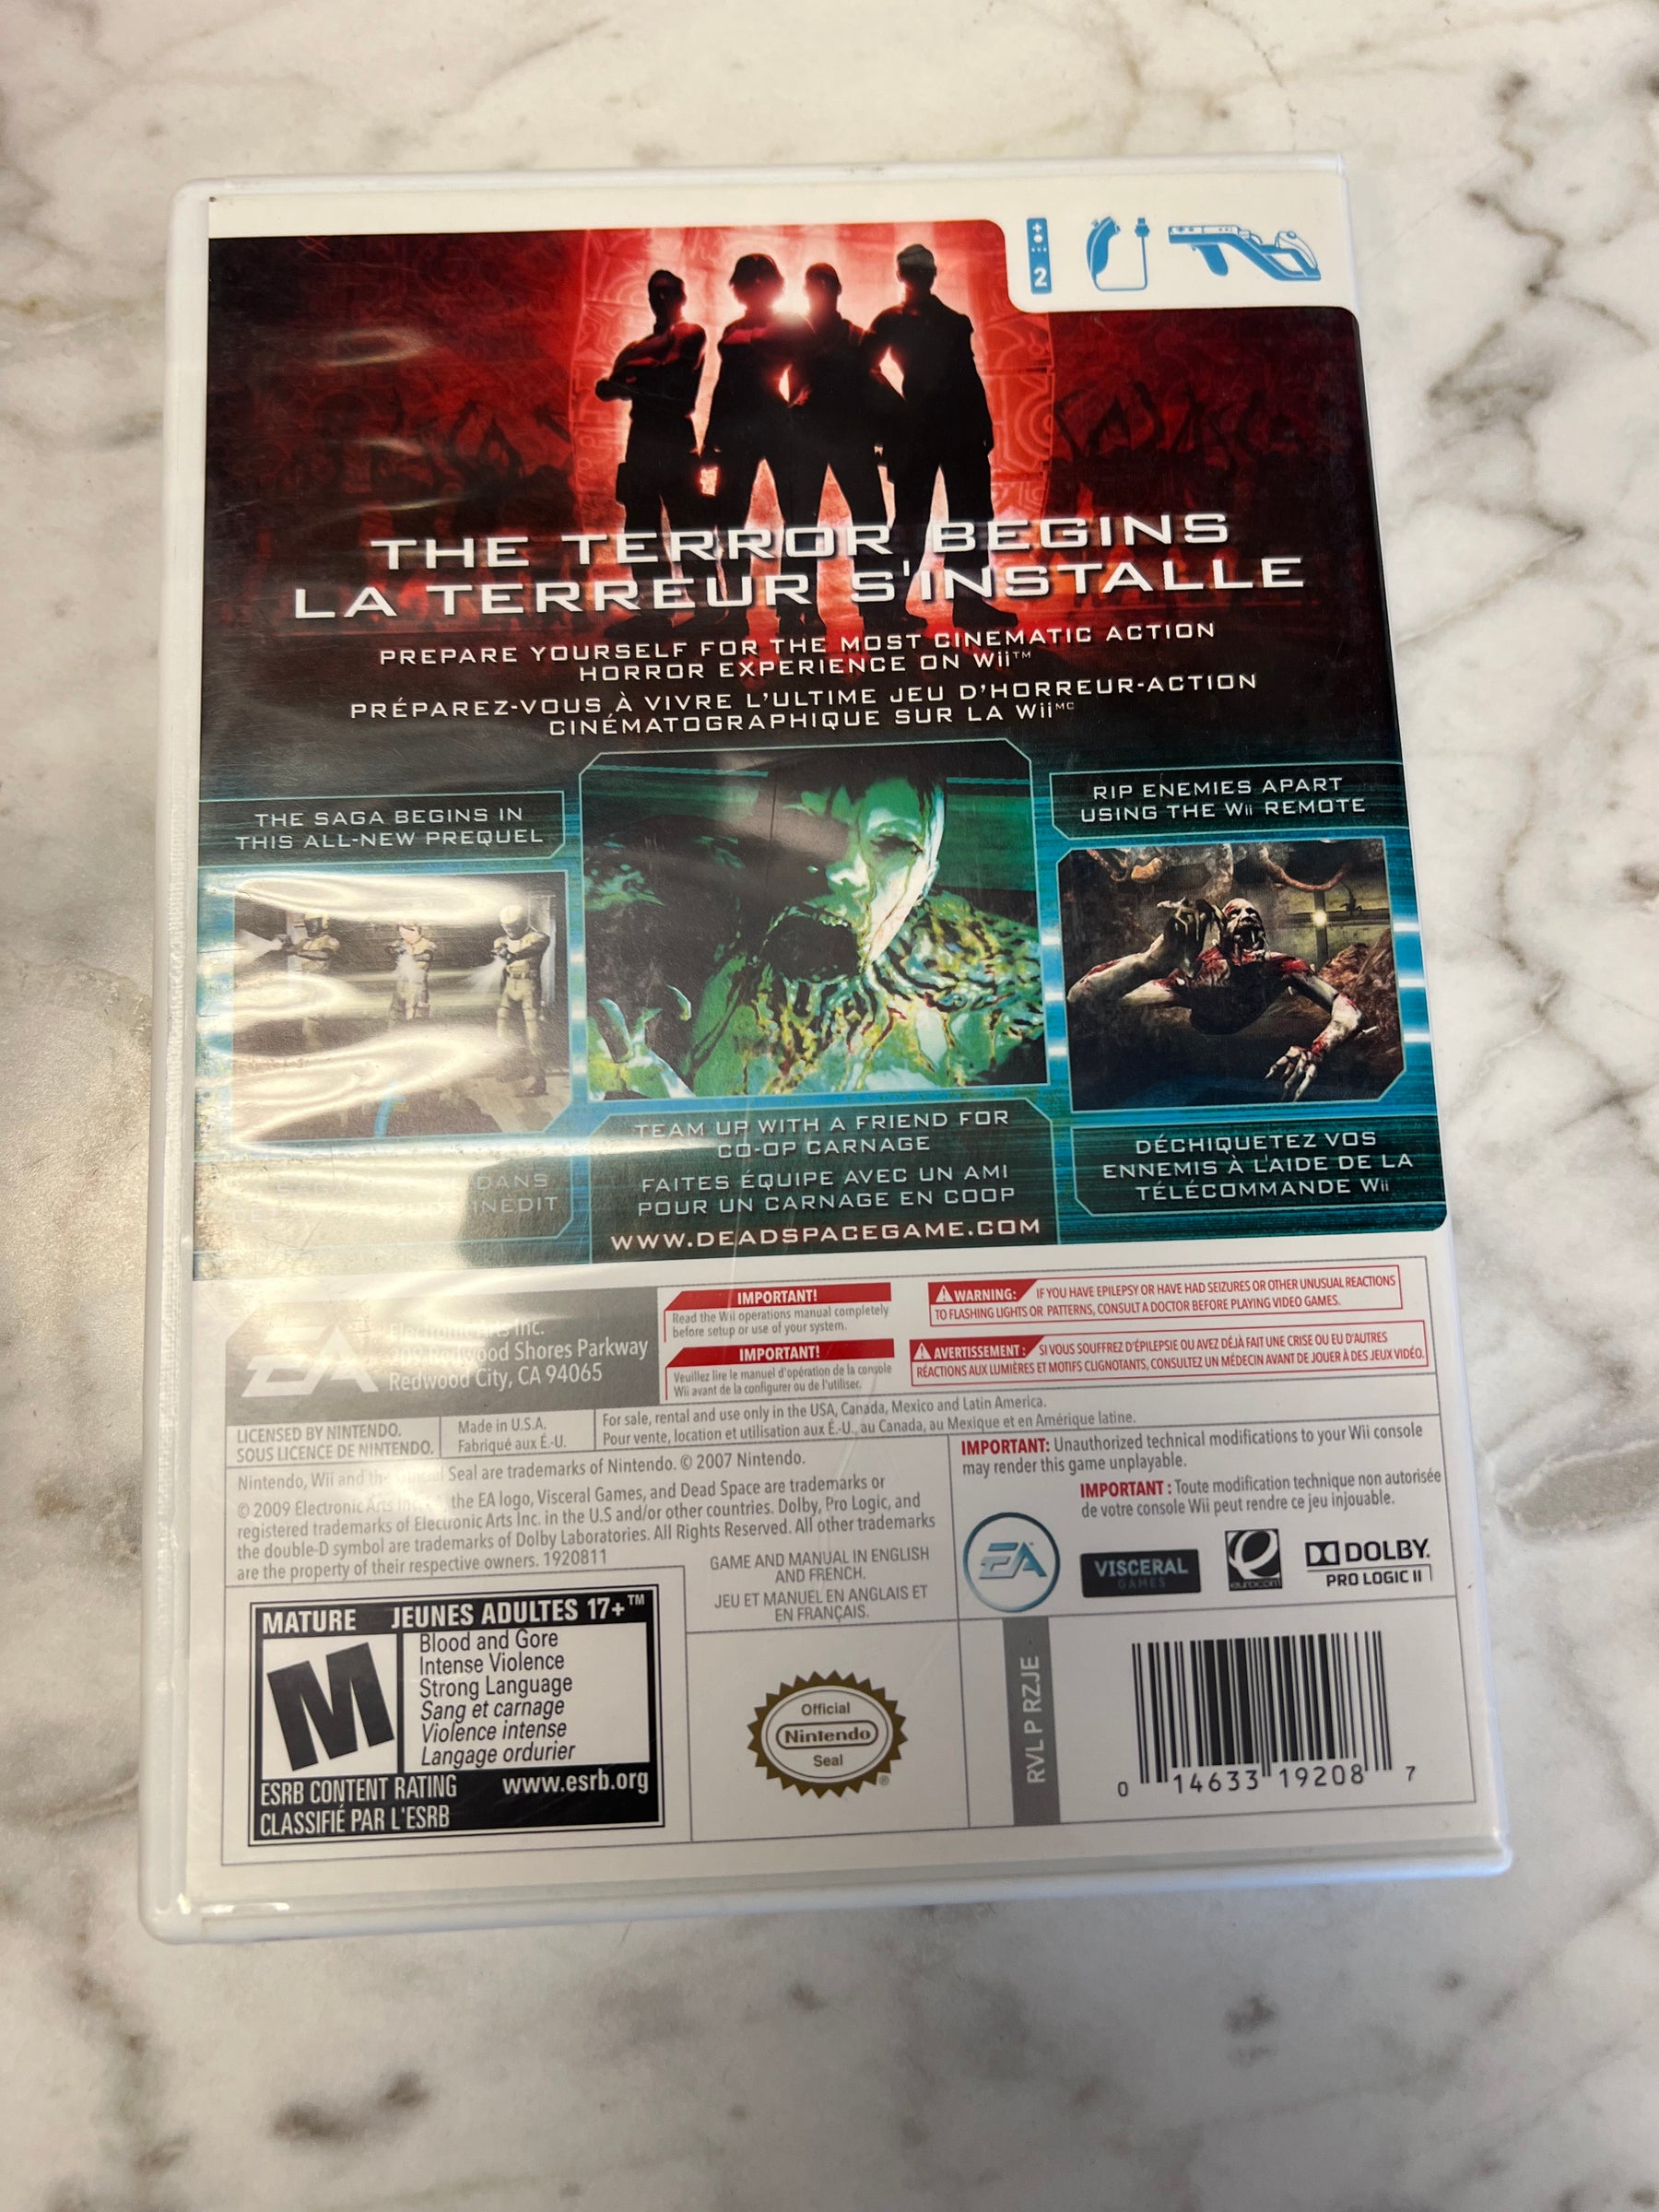 2
THE TERROR BEGINS
LA TERREUR S'INSTALLE
PREPARE YOURSELF FOR THE MOST CINEMATIC ACTION
HORROR EXPERIENCE ON Wii™
PRÉPAREZ-VOUS À VIVRE L'ULTIME JEU D'HORREUR-ACTION
CINÉMATOGRAPHIQUE SUR LA Wii MC
THE SAGA BEGINS IN
THIS ALL-NEW PREQUEL
RIP ENEMIES APART
USING THE Wii REMOTE
DANS
INÉDIT
TEAM UP WITH A FRIEND FOR
CO-OP CARNAGE
FAITES ÉQUIPE AVEC UN AMI
POUR UN CARNAGE EN COOP
DÉCHIQUETEZ VOS
ENNEMIS À L'AIDE DE LA
TÉLÉCOMMANDE Wii
WWW.DEADSPACEGAME.COM
EA
Electronic Arts Inc.
209 Redwood Shores Parkway
Redwood City, CA 94065
IMPORTANT!
Read the Wii operations manual completely
before setup or use of your system.
IMPORTANT!
Veuillez lire le manuel d'opération de la console
Wii avant de la configurer ou de l'utiliser.
WARNING: IF YOU HAVE EPILEPSY OR HAVE HAD SEIZURES OR OTHER UNUSUAL REACTIONS
TO FLASHING LIGHTS OR PATTERNS, CONSULT A DOCTOR BEFORE PLAYING VIDEO GAMES.
AVERTISSEMENT : SI VOUS SOUFFREZ D'ÉPILEPSIE OU AVEZ DÉJÀ FAIT UNE CRISE OU EU D'AUTRES
RÉACTIONS AUX LUMIÈRES ET MOTIFS CLIGNOTANTS, CONSULTEZ UN MÉDECIN AVANT DE JOUER À DES JEUX VIDÉO.
LICENSED BY NINTENDO.
SOUS LICENCE DE NINTENDO.
Made in U.S.A.
Fabriqué aux É.-U.
For sale, rental and use only in the USA, Canada, Mexico and Latin America.
Pour vente, location et utilisation aux É.-U., au Canada, au Mexique et en Amérique latine.
Nintendo, Wii and the Seal are trademarks of Nintendo. © 2007 Nintendo.
© 2009 Electronic Arts the EA logo, Visceral Games, and Dead Space are trademarks or
registered trademarks of Electronic Arts Inc. in the U.S and/or other countries. Dolby, Pro Logic, and
the double-D symbol are trademarks of Dolby Laboratories. All Rights Reserved. All other trademarks
are the property of their respective owners. 1920811
IMPORTANT: Unauthorized technical modifications to your Wii console
may render this game unplayable.
IMPORTANT : Toute modification technique non autorisée
de votre console Wii peut rendre ce jeu injouable.
GAME AND MANUAL IN ENGLISH
AND FRENCH.
JEU ET MANUEL EN ANGLAIS ET
EN FRANÇAIS.
EA
VISCERAL
GAMES
eurocom
DOLBY.
PRO LOGIC II
MATURE JEUNES ADULTES 17+™
M
Blood and Gore
Intense Violence
Strong Language
Sang et carnage
Violence intense
Langage ordurier
ESRB CONTENT RATING www.esrb.org
CLASSIFIÉ PAR L'ESRB
Official
Nintendo
Seal
®
RVL P RZJE
0 14633 19208 7